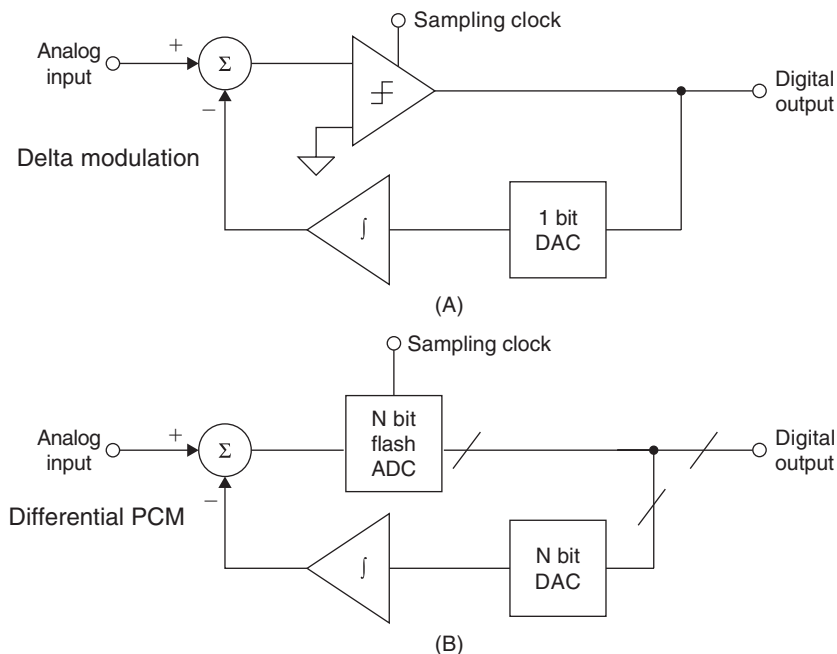 Sampling clock
Analog
input
+
Σ
Digital
output
−
Delta modulation
∫
1 bit
DAC
(A)
Sampling clock
Analog
input
+
Σ
N bit
flash
ADC
Digital
output
−
Differential PCM
∫
N bit
DAC
(B)